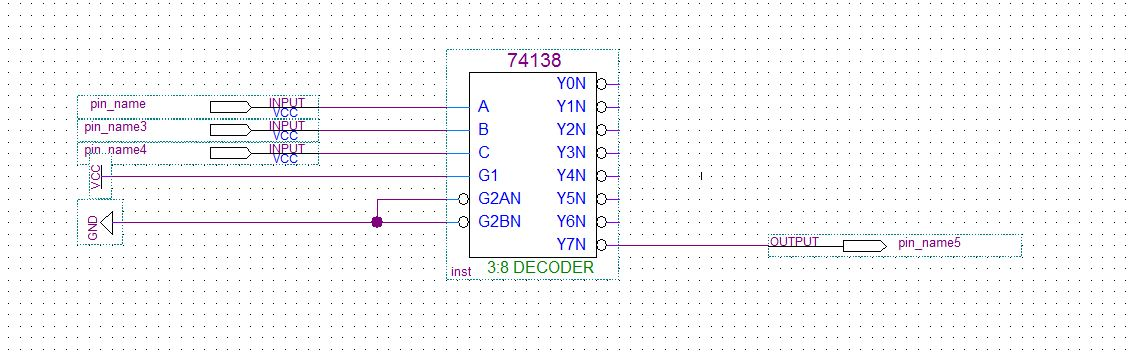 74138
Y0N
pin_name INPUT VCC A Y1N
pin_name3 INPUT VCC B Y2N
pin_name4 INPUT VCC C Y3N
VCC G1 Y4N
G2AN Y5N
GND G2BN Y6N
Y7N OUTPUT pin_name5
inst 3:8 DECODER